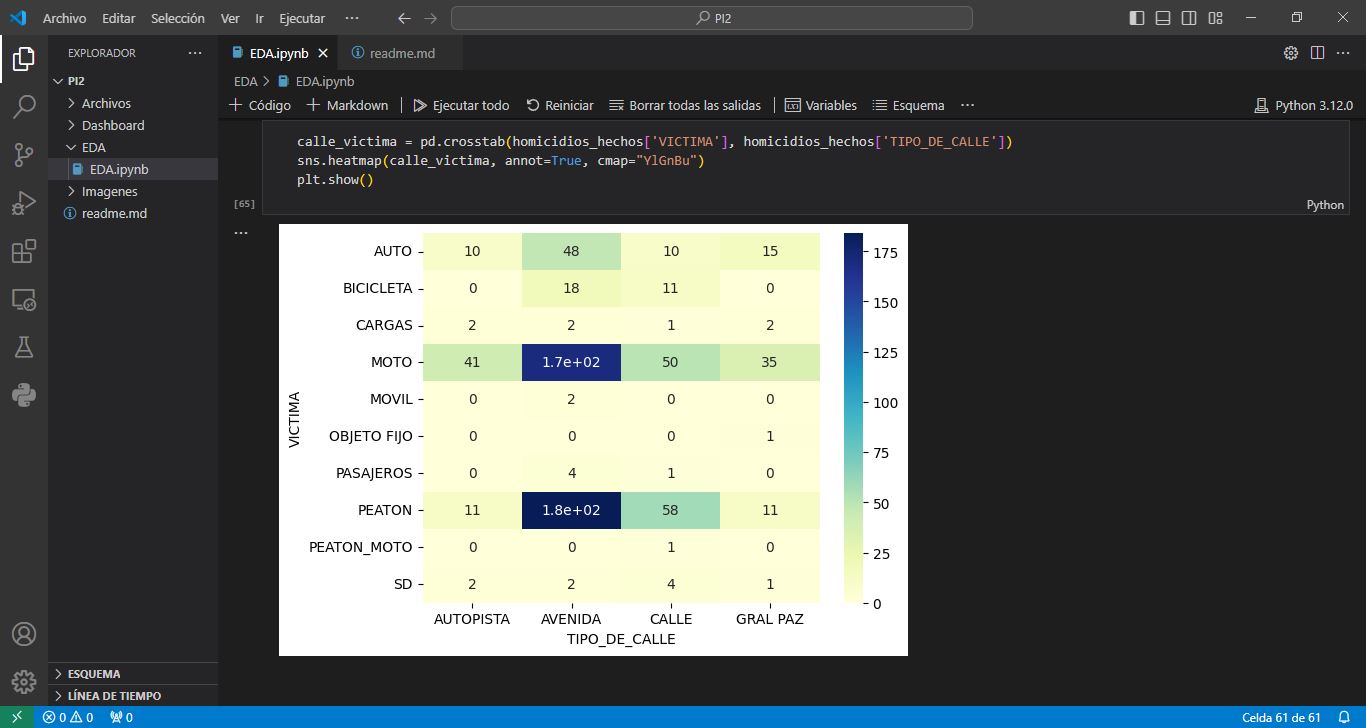 Archivo Editar Selección Ver Ir Ejecutar ··· PI2
EXPLORADOR ···
PI2
Archivos
Dashboard
EDA
EDA.ipynb
Imagenes
readme.md
ESQUEMA
LÍNEA DE TIEMPO
EDA.ipynb readme.md
EDA > EDA.ipynb
+ Código + Markdown Ejecutar todo Reiniciar Borrar todas las salidas Variables Esquema ··· Python 3.12.0
calle_victima = pd.crosstab(homicidios_hechos['VICTIMA'], homicidios_hechos['TIPO_DE_CALLE'])
sns.heatmap(calle_victima, annot=True, cmap="YlGnBu")
plt.show()
[65] Python
···
AUTO 10 48 10 15
BICICLETA 0 18 11 0
CARGAS 2 2 1 2
MOTO 41 1.7e+02 50 35
MOVIL 0 2 0 0
OBJETO FIJO 0 0 0 1
PASAJEROS 0 4 1 0
PEATON 11 1.8e+02 58 11
PEATON_MOTO 0 0 1 0
SD 2 2 4 1
AUTOPISTA AVENIDA CALLE GRAL PAZ
TIPO_DE_CALLE
VICTIMA
175
150
125
100
75
50
25
0
0 0 0 Celda 61 de 61